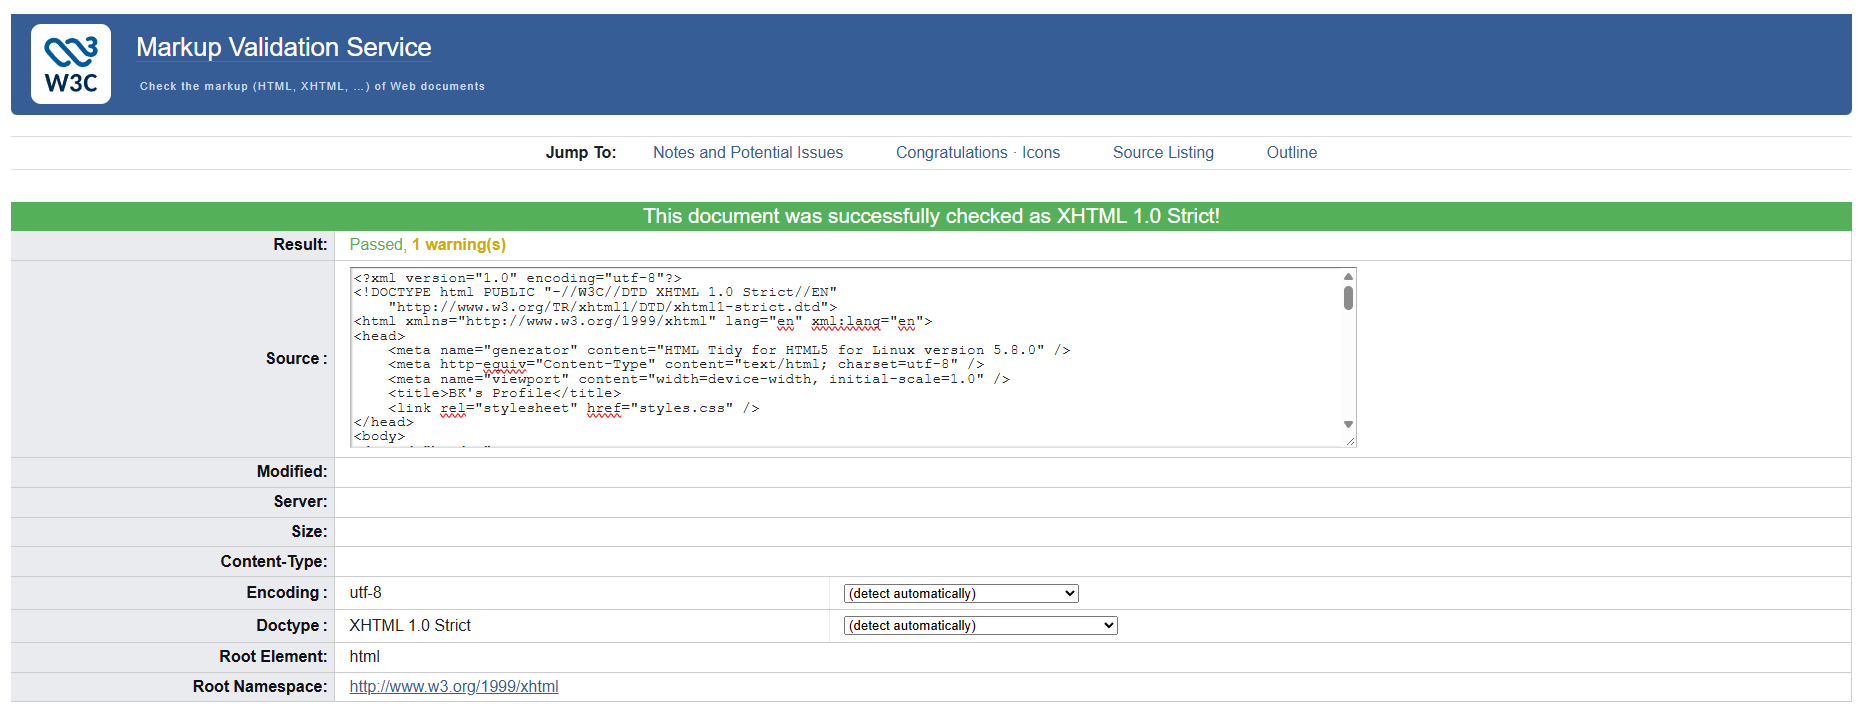 W3C
Markup Validation Service
Check the markup (HTML, XHTML, …) of Web documents
Jump To: Notes and Potential Issues Congratulations · Icons Source Listing Outline
This document was successfully checked as XHTML 1.0 Strict!
Result: Passed, 1 warning(s)
Source :
<?xml version="1.0" encoding="utf-8"?>
<!DOCTYPE html PUBLIC "-//W3C//DTD XHTML 1.0 Strict//EN"
    "http://www.w3.org/TR/xhtml1/DTD/xhtml1-strict.dtd">
<html xmlns="http://www.w3.org/1999/xhtml" lang="en" xml:lang="en">
<head>
    <meta name="generator" content="HTML Tidy for HTML5 for Linux version 5.8.0" />
    <meta http-equiv="Content-Type" content="text/html; charset=utf-8" />
    <meta name="viewport" content="width=device-width, initial-scale=1.0" />
    <title>BK's Profile</title>
    <link rel="stylesheet" href="styles.css" />
</head>
<body>
Modified:
Server:
Size:
Content-Type:
Encoding : utf-8 (detect automatically)
Doctype : XHTML 1.0 Strict (detect automatically)
Root Element: html
Root Namespace: http://www.w3.org/1999/xhtml